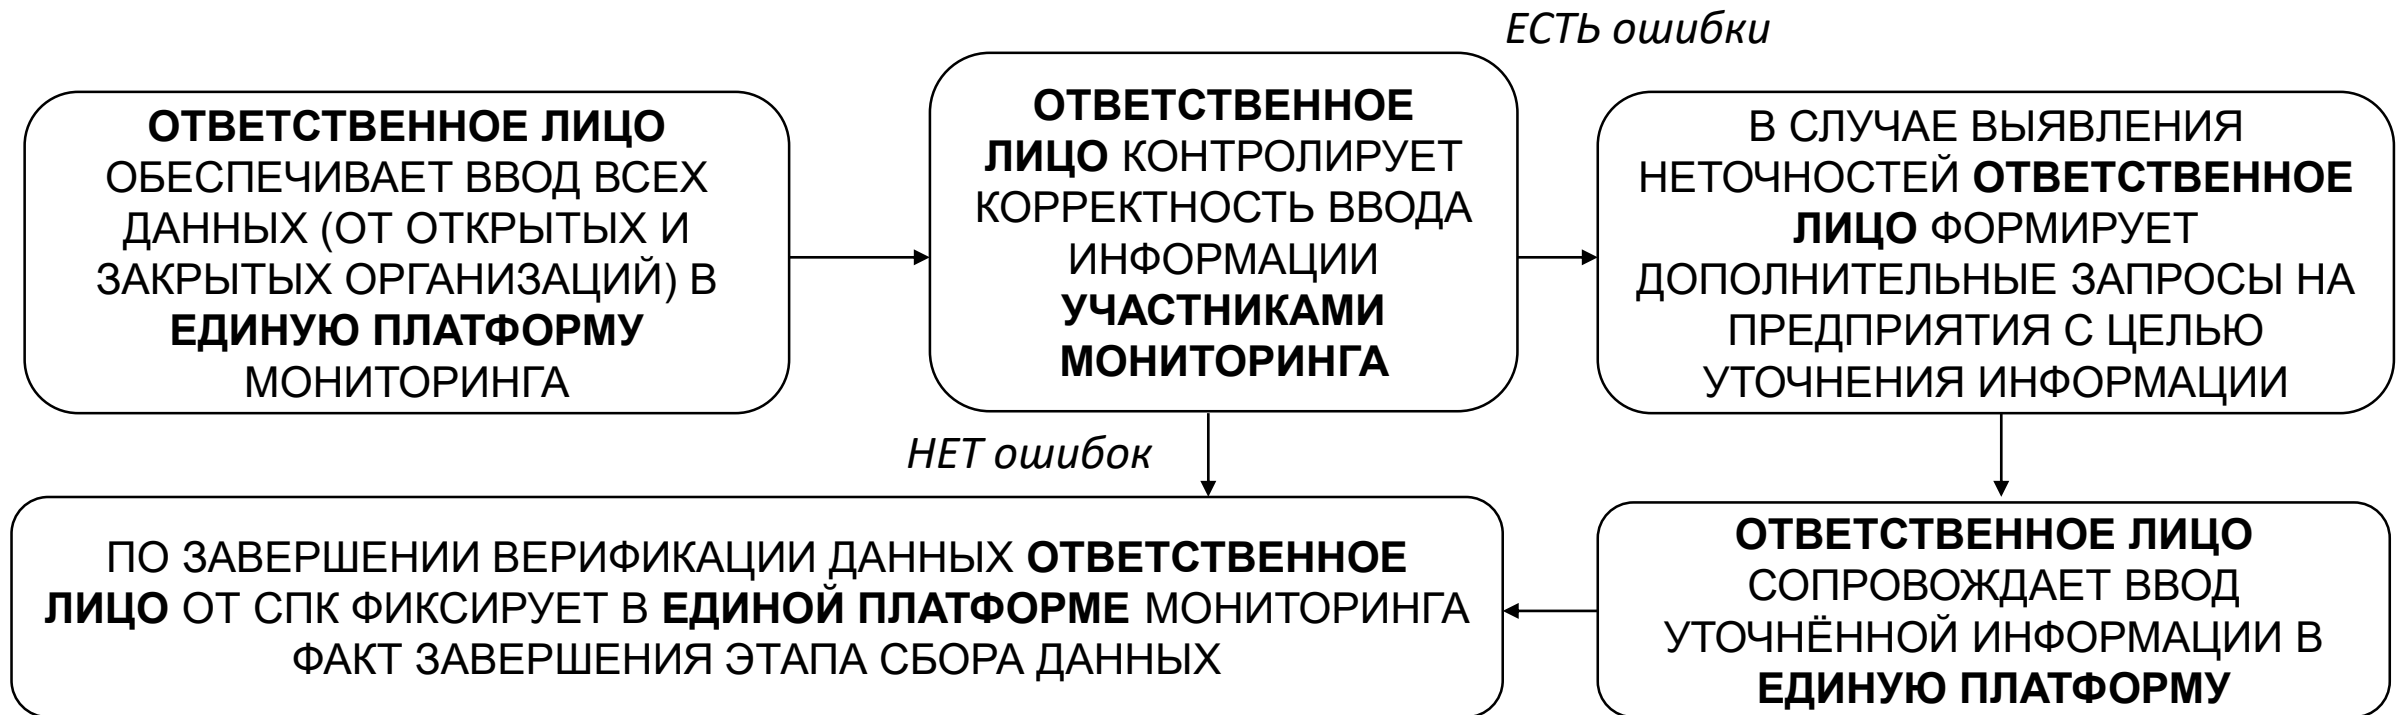 ЕСТЬ ошибки
ОТВЕТСТВЕННОЕ ЛИЦО
ОБЕСПЕЧИВАЕТ ВВОД ВСЕХ
ДАННЫХ (ОТ ОТКРЫТЫХ И
ЗАКРЫТЫХ ОРГАНИЗАЦИЙ) В
ЕДИНУЮ ПЛАТФОРМУ
МОНИТОРИНГА
ОТВЕТСТВЕННОЕ
ЛИЦО КОНТРОЛИРУЕТ
КОРРЕКТНОСТЬ ВВОДА
ИНФОРМАЦИИ
УЧАСТНИКАМИ
МОНИТОРИНГА
В СЛУЧАЕ ВЫЯВЛЕНИЯ
НЕТОЧНОСТЕЙ ОТВЕТСТВЕННОЕ
ЛИЦО ФОРМИРУЕТ
ДОПОЛНИТЕЛЬНЫЕ ЗАПРОСЫ НА
ПРЕДПРИЯТИЯ С ЦЕЛЬЮ
УТОЧНЕНИЯ ИНФОРМАЦИИ
НЕТ ошибок
ПО ЗАВЕРШЕНИИ ВЕРИФИКАЦИИ ДАННЫХ ОТВЕТСТВЕННОЕ
ЛИЦО ОТ СПК ФИКСИРУЕТ В ЕДИНОЙ ПЛАТФОРМЕ МОНИТОРИНГА
ФАКТ ЗАВЕРШЕНИЯ ЭТАПА СБОРА ДАННЫХ
ОТВЕТСТВЕННОЕ ЛИЦО
СОПРОВОЖДАЕТ ВВОД
УТОЧНЁННОЙ ИНФОРМАЦИИ В
ЕДИНУЮ ПЛАТФОРМУ